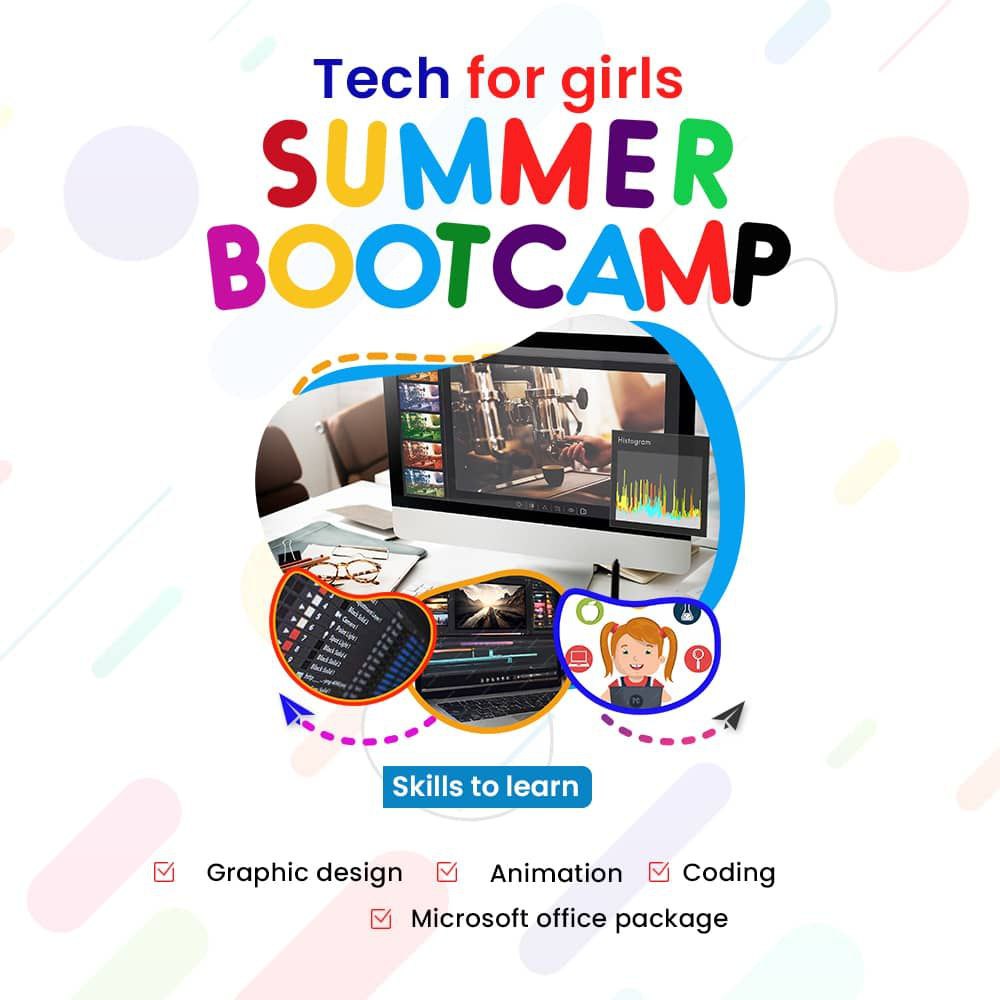 Tech for girls
SUMMER
BOOTCAMP
Histogram
Skills to learn
Graphic design Animation Coding
Microsoft office package